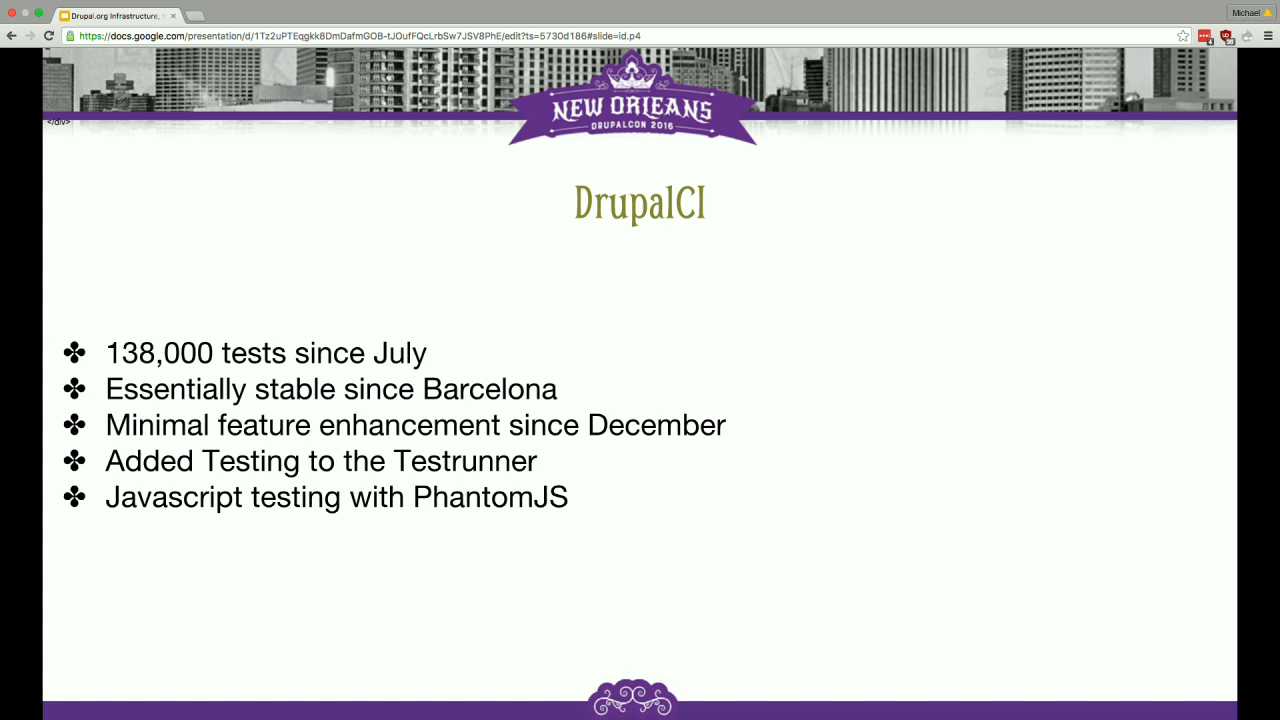 Drupal.org Infrastructure,
Michael
https://docs.google.com/presentation/d/1Tz2uPTEqgkk8DmDafmGOB-tJOufFQcLrbSw7JSV8PhE/edit?ts=5730d186#slide=id.p4
NEW ORLEANS
DRUPALCON 2016
</div>
DrupalCI
✤ 138,000 tests since July
✤ Essentially stable since Barcelona
✤ Minimal feature enhancement since December
✤ Added Testing to the Testrunner
✤ Javascript testing with PhantomJS